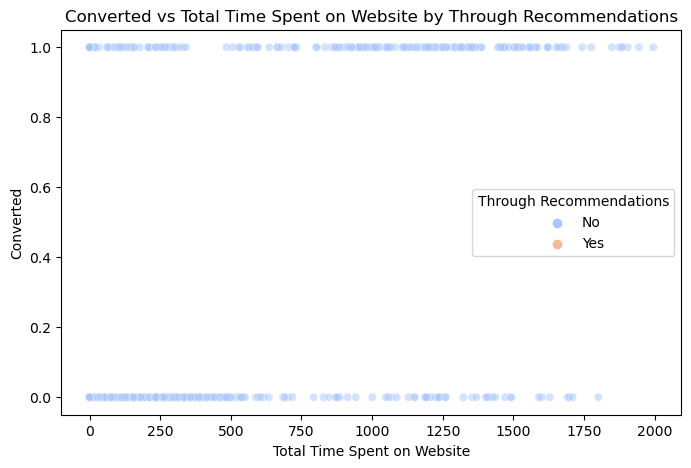 Converted vs Total Time Spent on Website by Through Recommendations
1.0
0.8
0.6
0.4
0.2
0.0
Converted
Through Recommendations
No
Yes
0 250 500 750 1000 1250 1500 1750 2000
Total Time Spent on Website